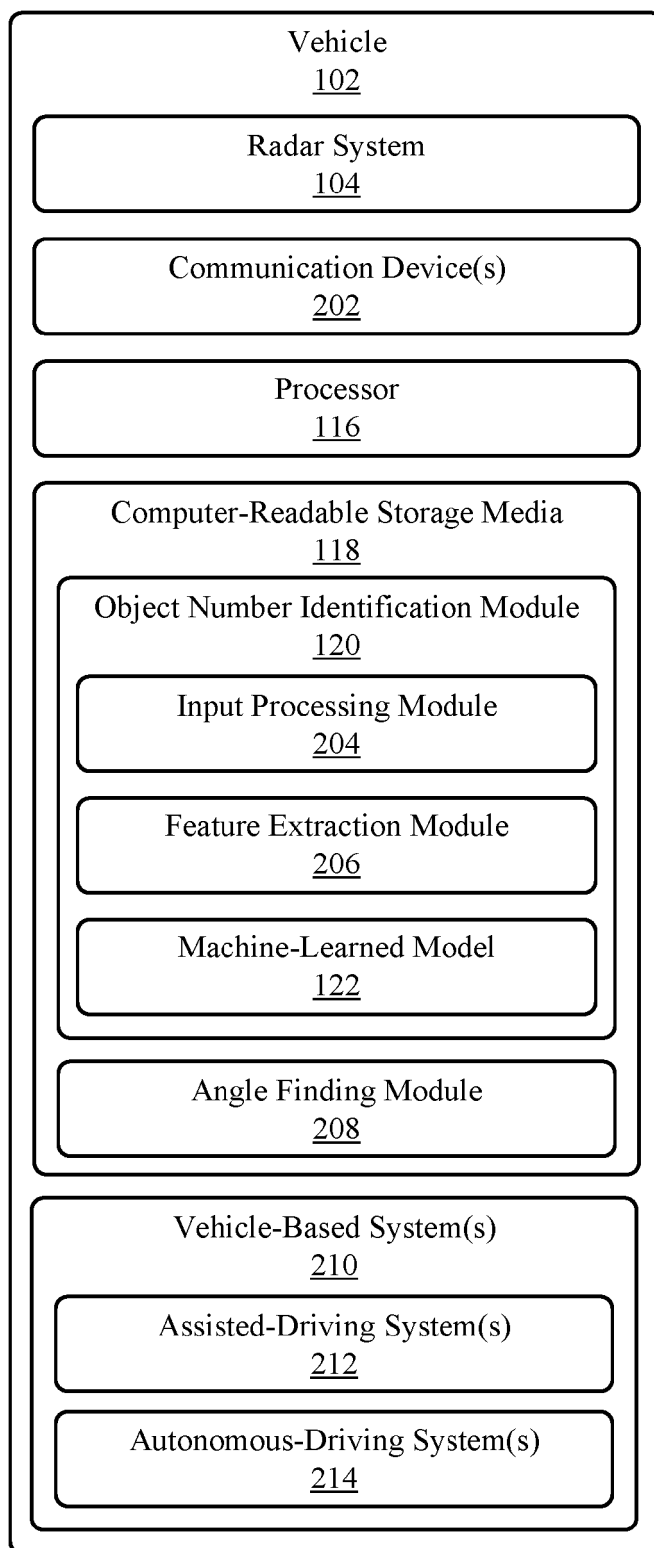 Vehicle
102
Radar System
104
Communication Device(s)
202
Processor
116
Computer-Readable Storage Media
118
Object Number Identification Module
120
Input Processing Module
204
Feature Extraction Module
206
Machine-Learned Model
122
Angle Finding Module
208
Vehicle-Based System(s)
210
Assisted-Driving System(s)
212
Autonomous-Driving System(s)
214